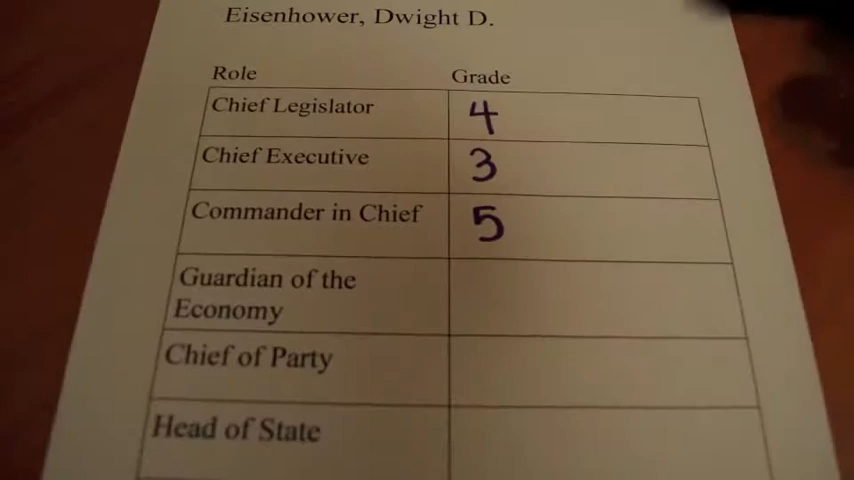 Eisenhower, Dwight D.
Role Grade
Chief Legislator 4
Chief Executive 3
Commander in Chief 5
Guardian of the
Economy
Chief of Party
Head of State